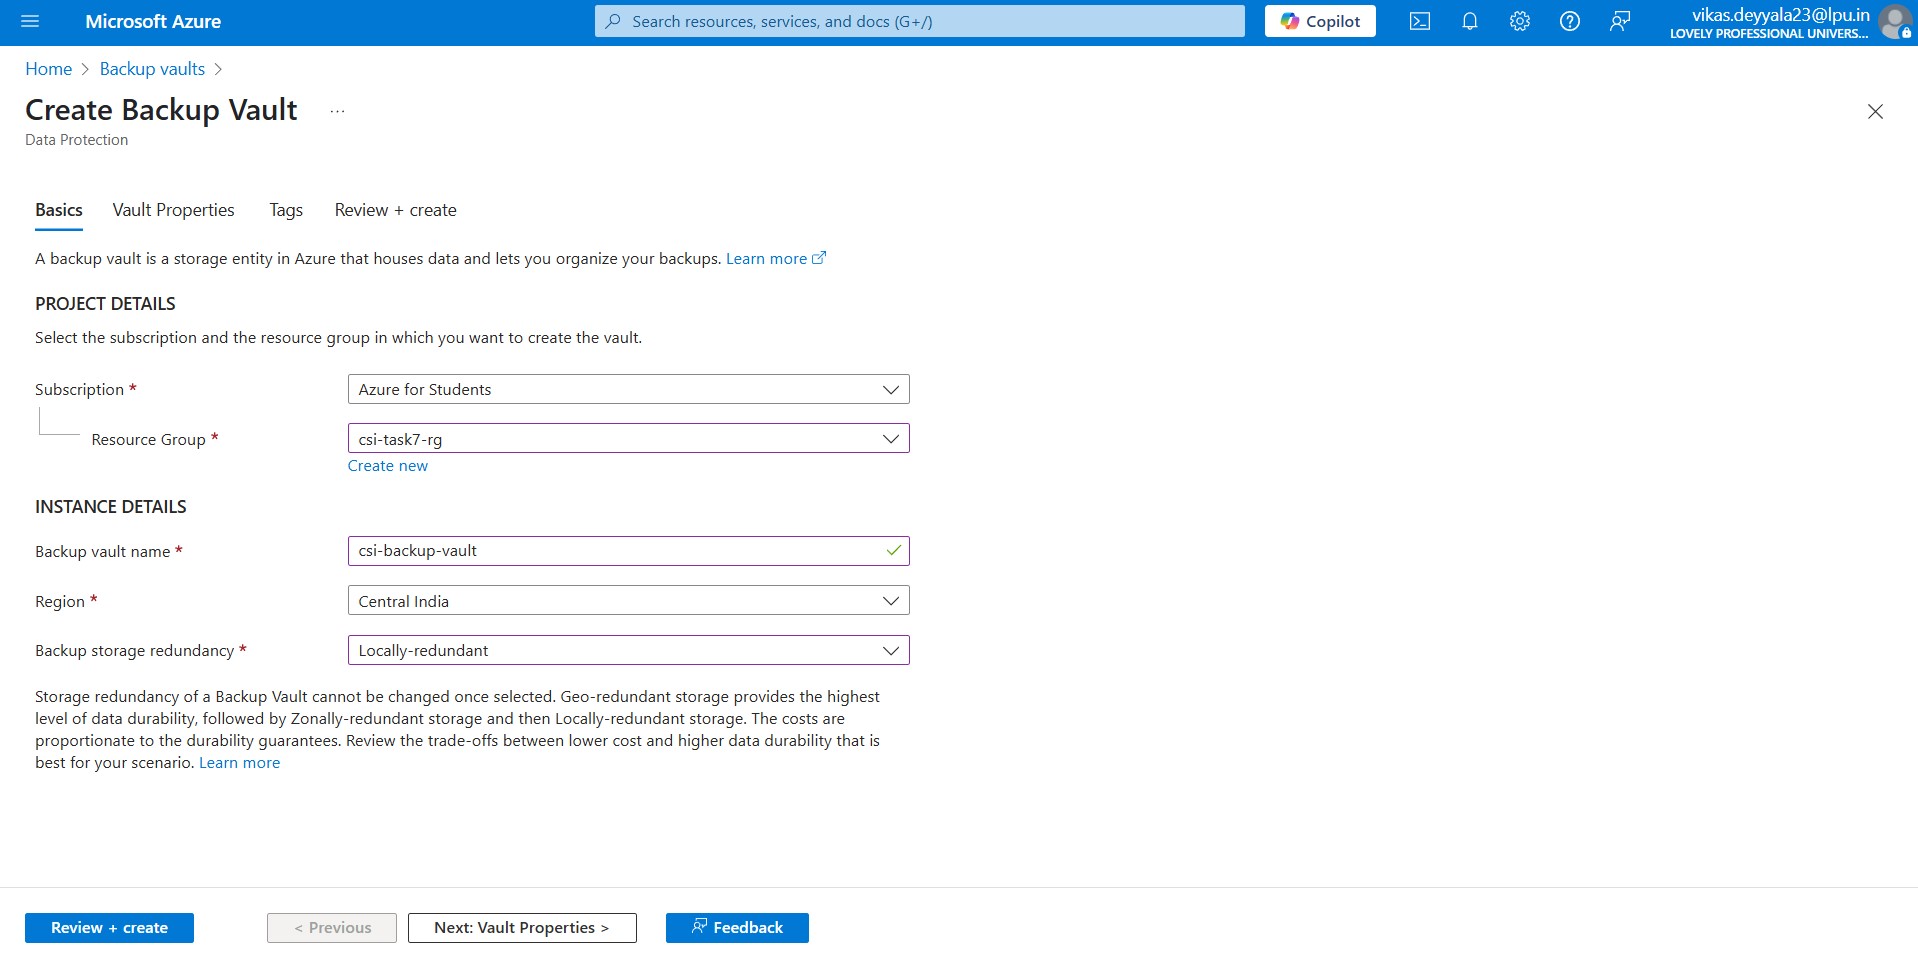 Microsoft Azure
Search resources, services, and docs (G+/)
Copilot
vikas.deyyala23@lpu.in
LOVELY PROFESSIONAL UNIVERS...
Home > Backup vaults >
Create Backup Vault ...
Data Protection
Basics Vault Properties Tags Review + create
A backup vault is a storage entity in Azure that houses data and lets you organize your backups. Learn more
PROJECT DETAILS
Select the subscription and the resource group in which you want to create the vault.
Subscription * Azure for Students
Resource Group * csi-task7-rg
Create new
INSTANCE DETAILS
Backup vault name * csi-backup-vault
Region * Central India
Backup storage redundancy * Locally-redundant
Storage redundancy of a Backup Vault cannot be changed once selected. Geo-redundant storage provides the highest
level of data durability, followed by Zonally-redundant storage and then Locally-redundant storage. The costs are
proportionate to the durability guarantees. Review the trade-offs between lower cost and higher data durability that is
best for your scenario. Learn more
Review + create < Previous Next: Vault Properties > Feedback